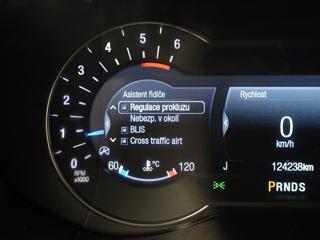 6
5
4
3
2
1
0
RPM
x1000
Asistent řidiče
Regulace prokluzu
Nebezp. v okolí
BLIS
Cross traffic airt
60 °C 120
Rychlost
0
km/h
J 124238km
PRNDS